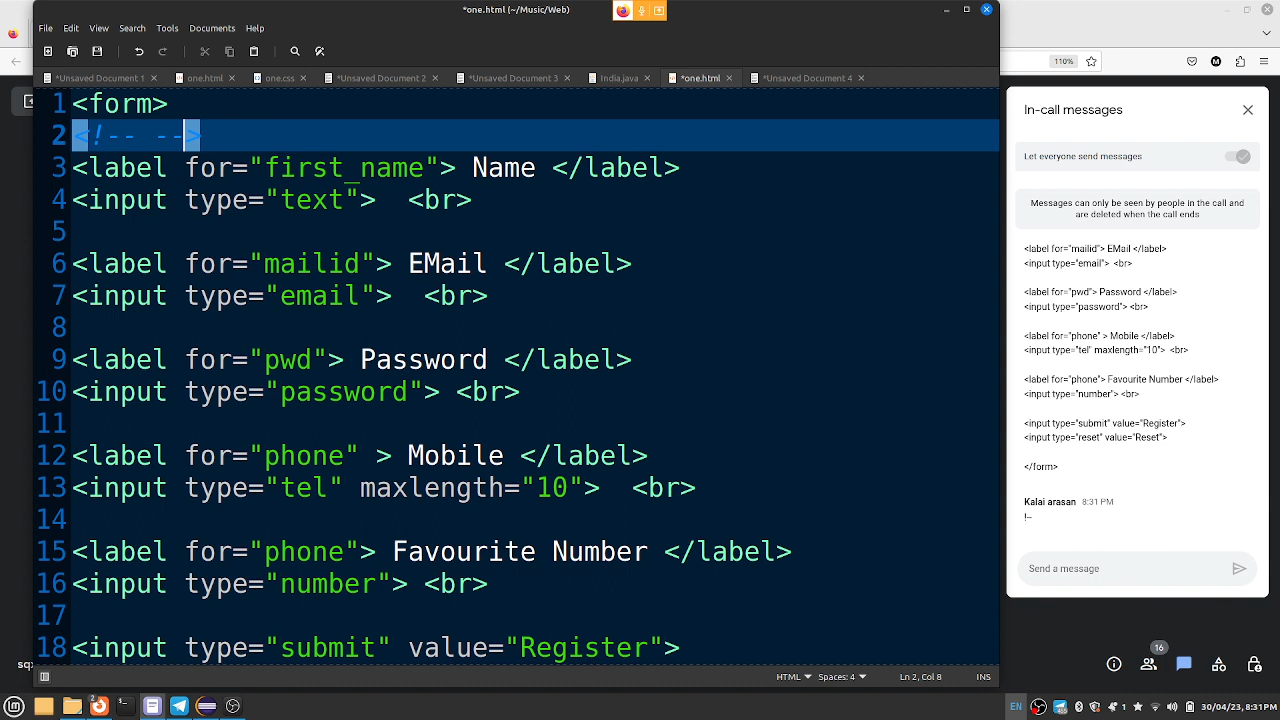 *one.html (~/Music/Web)
File Edit View Search Tools Documents Help
*Unsaved Document 1 one.html one.css *Unsaved Document 2 *Unsaved Document 3 India.java *one.html *Unsaved Document 4
1 <form>
2 <!-- -->
3 <label for="first_name"> Name </label>
4 <input type="text">  <br>
5
6 <label for="mailid"> EMail </label>
7 <input type="email">  <br>
8
9 <label for="pwd"> Password </label>
10 <input type="password"> <br>
11
12 <label for="phone" > Mobile </label>
13 <input type="tel" maxlength="10">  <br>
14
15 <label for="phone"> Favourite Number </label>
16 <input type="number"> <br>
17
18 <input type="submit" value="Register">
HTML Spaces: 4 Ln 2, Col 8 INS
110%
In-call messages
Let everyone send messages
Messages can only be seen by people in the call and
are deleted when the call ends
<label for="mailid"> EMail </label>
<input type="email">  <br>
<label for="pwd"> Password </label>
<input type="password"> <br>
<label for="phone" > Mobile </label>
<input type="tel" maxlength="10">  <br>
<label for="phone"> Favourite Number </label>
<input type="number"> <br>
<input type="submit" value="Register">
<input type="reset" value="Reset">
</form>
Kalai arasan 8:31 PM
!--
Send a message
16
sqx
2
EN 1 30/04/23, 8:31PM